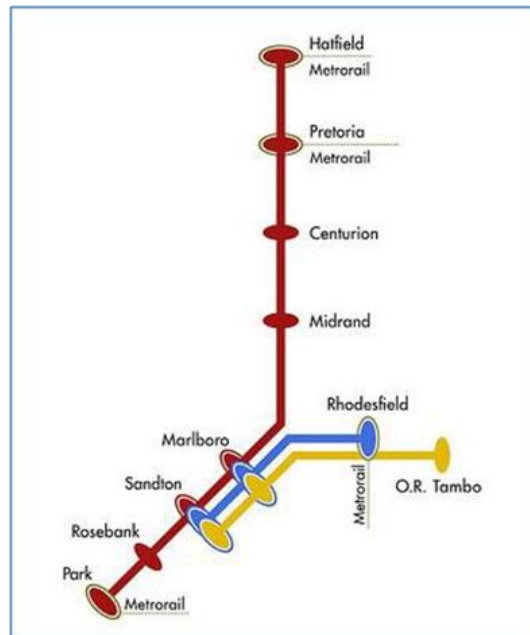 Hatfield
Metrorail
Pretoria
Metrorail
Centurion
Midrand
Rhodesfield
Marlboro
Metrorail
O.R. Tambo
Sandton
Rosebank
Park
Metrorail